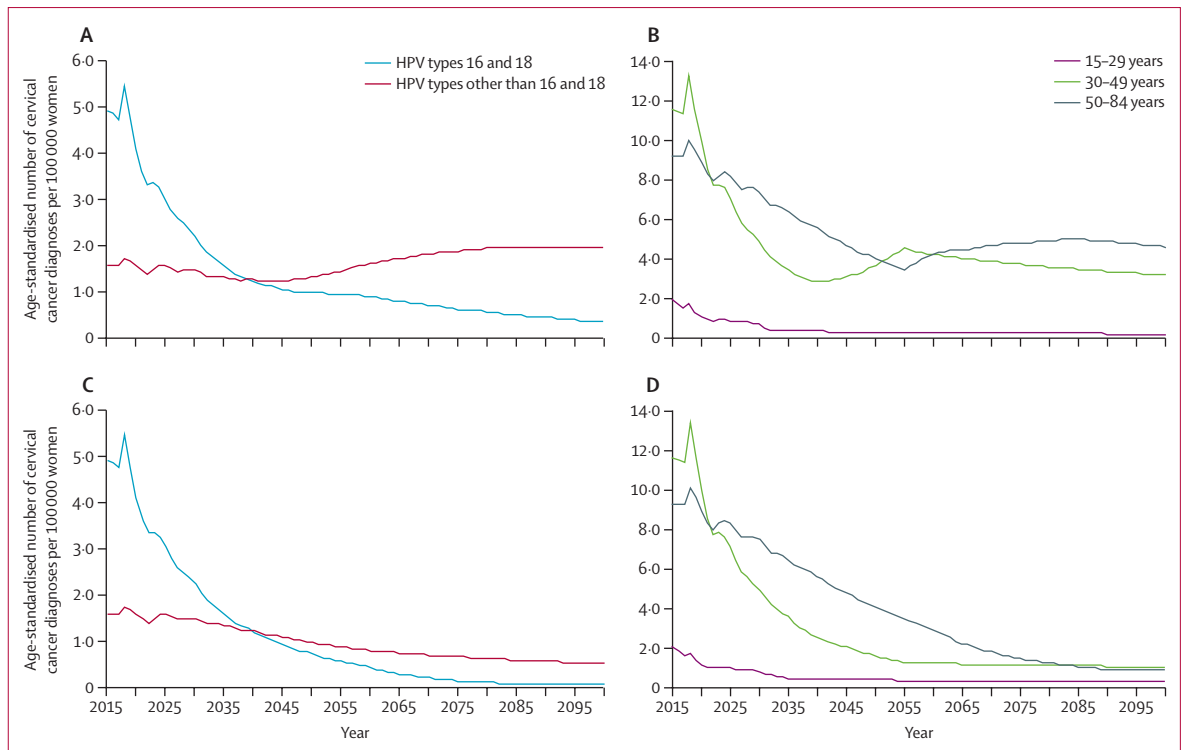 A
HPV types 16 and 18
HPV types other than 16 and 18
Age-standardised number of cervical
cancer diagnoses per 100 000 women
6·0
5·0
4·0
3·0
2·0
1·0
0
B
15–29 years
30–49 years
50–84 years
14·0
12·0
10·0
8·0
6·0
4·0
2·0
0
C
Age-standardised number of cervical
cancer diagnoses per 100 000 women
6·0
5·0
4·0
3·0
2·0
1·0
0
2015 2025 2035 2045 2055 2065 2075 2085 2095
Year
D
14·0
12·0
10·0
8·0
6·0
4·0
2·0
0
2015 2025 2035 2045 2055 2065 2075 2085 2095
Year